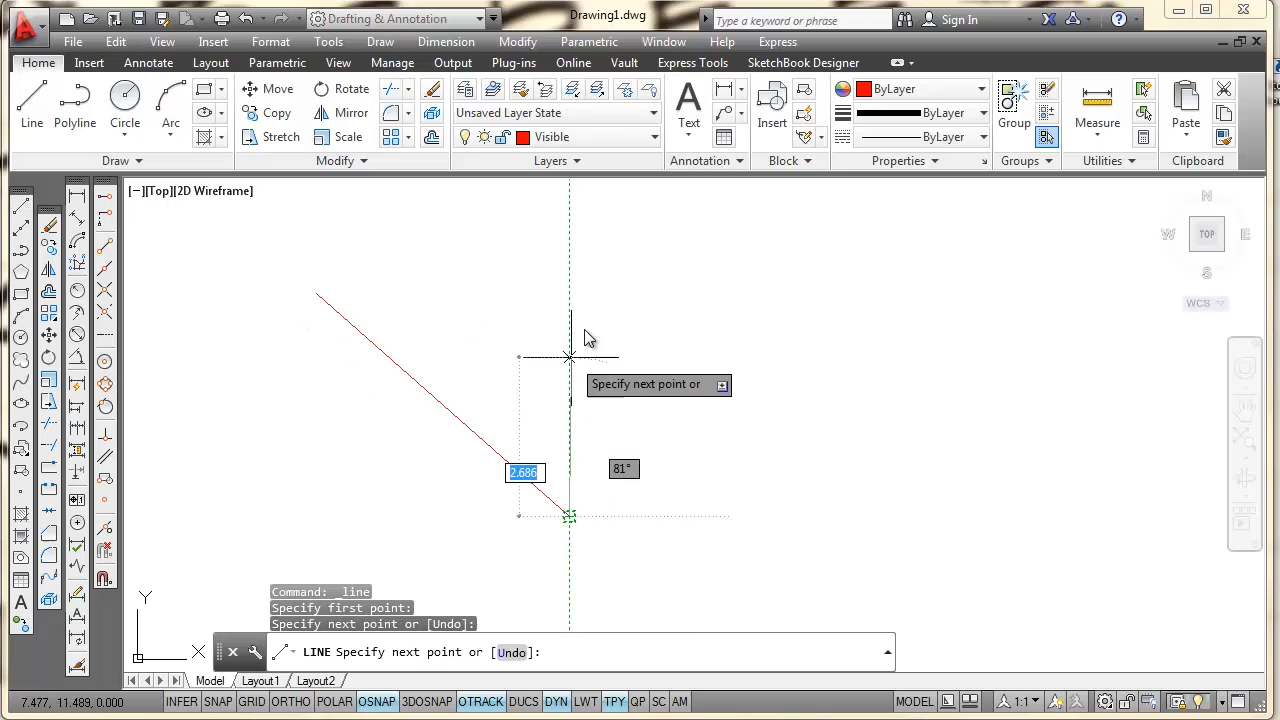 Drafting & Annotation
Drawing1.dwg
Type a keyword or phrase
Sign In
File Edit View Insert Format Tools Draw Dimension Modify Parametric Window Help Express
Home Insert Annotate Layout Parametric View Manage Output Plug-ins Online Vault Express Tools SketchBook Designer
Line Polyline Circle Arc
Move Rotate
Copy Mirror
Stretch Scale
Unsaved Layer State
Visible
Text
Insert
ByLayer
ByLayer
ByLayer
Group
Measure
Paste
Draw Modify Layers Annotation Block Properties Groups Utilities Clipboard
[−][Top][2D Wireframe]
N
W TOP E
S
WCS
Specify next point or
2.686
81°
Y
X
Command: _line
Specify first point:
Specify next point or [Undo]:
LINE Specify next point or [Undo]:
Model Layout1 Layout2
7.477, 11.489, 0.000 INFER SNAP GRID ORTHO POLAR OSNAP 3DOSNAP OTRACK DUCS DYN LWT TPY QP SC AM MODEL 1:1